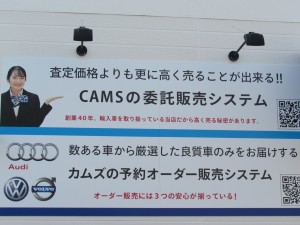 査定価格よりも更に高く売ることが出来る!!
CAMSの委託販売システム
創業40年、輸入車を取り扱っている当店だから高く売る秘密があります。
Audi
数ある車から厳選した良質車のみをお届けする
カムズの予約オーダー販売システム
VOLVO
オーダー販売には3つの安心が揃っている!